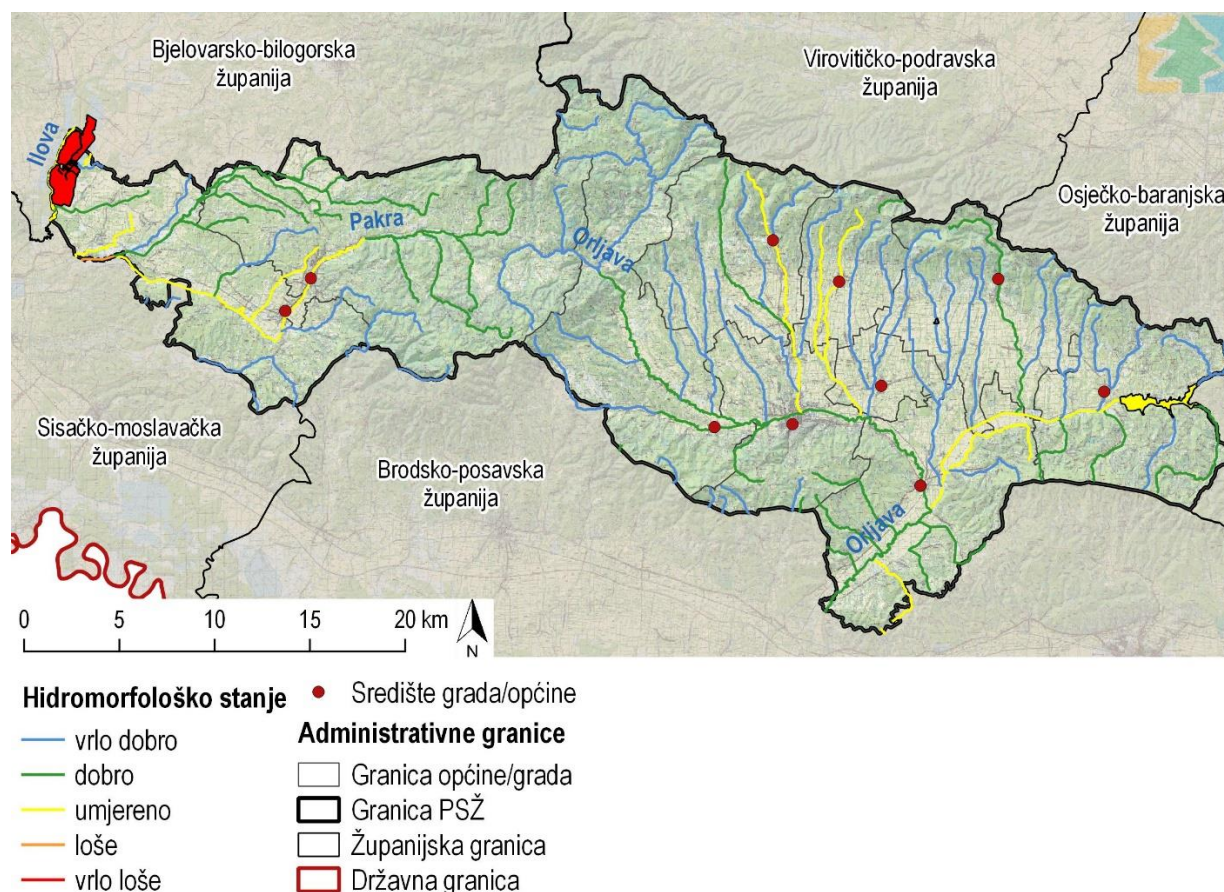 Bjelovarsko-bilogorska
županija
Virovitičko-podravska
županija
Ilova
Osječko-baranjska
županija
Pakra
Orljava
Sisačko-moslavačka
županija
Brodsko-posavska
županija
Orljava
0 5 10 15 20 km
N
Hidromorfološko stanje
vrlo dobro
dobro
umjereno
loše
vrlo loše
Središte grada/općine
Administrativne granice
Granica općine/grada
Granica PSŽ
Županijska granica
Državna granica